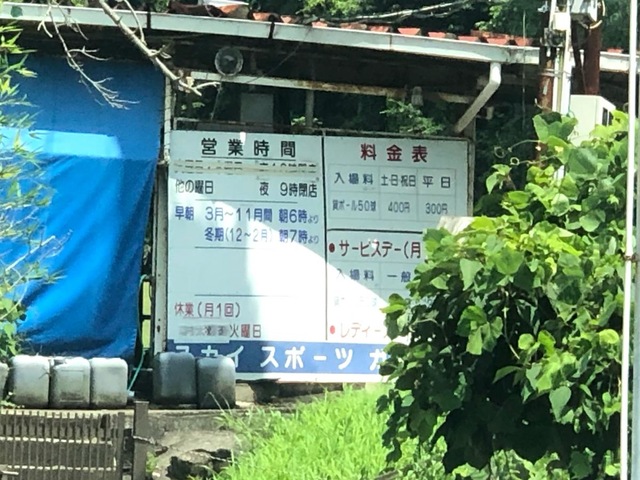 営業時間
他の曜日 夜 9時閉店
早朝 3月~11月間 朝6時より
冬期(12~2月) 朝7時より
休業(月1回)
火曜日
料金表
入場料 土日祝日 平日
貸ボール50球 400円 300円
●サービスデー(月
入場料 一般
●レディー
スカイスポーツガ